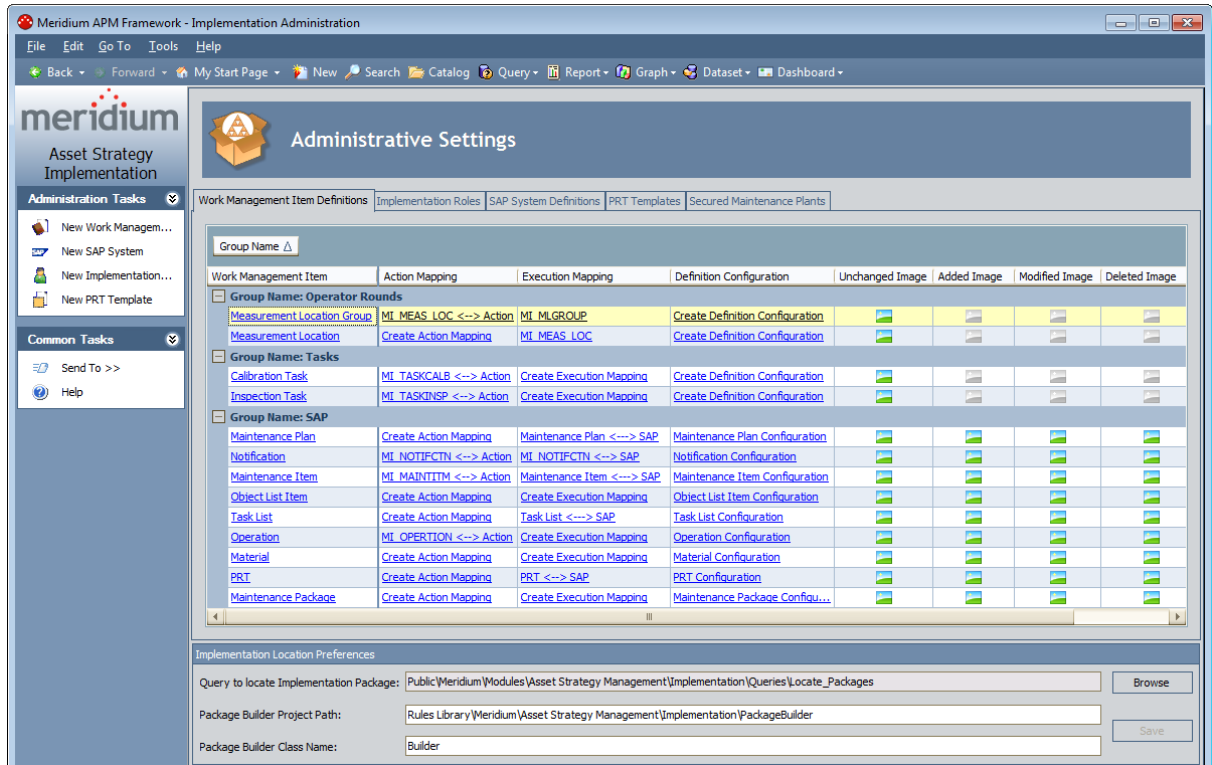 Meridium APM Framework - Implementation Administration
File Edit Go To Tools Help
Back Forward My Start Page New Search Catalog Query Report Graph Dataset Dashboard
meridium
Asset Strategy
Implementation
Administration Tasks
New Work Managem...
New SAP System
New Implementation...
New PRT Template
Common Tasks
Send To >>
Help
Administrative Settings
Work Management Item Definitions Implementation Roles SAP System Definitions PRT Templates Secured Maintenance Plants
Group Name
Work Management Item Action Mapping Execution Mapping Definition Configuration Unchanged Image Added Image Modified Image Deleted Image
Group Name: Operator Rounds
Measurement Location Group MI_MEAS_LOC <--> Action MI_MLGROUP Create Definition Configuration
Measurement Location Create Action Mapping MI_MEAS_LOC Create Definition Configuration
Group Name: Tasks
Calibration Task MI_TASKCALB <--> Action Create Execution Mapping Create Definition Configuration
Inspection Task MI_TASKINSP <--> Action Create Execution Mapping Create Definition Configuration
Group Name: SAP
Maintenance Plan Create Action Mapping Maintenance Plan <---> SAP Maintenance Plan Configuration
Notification MI_NOTIFCTN <--> Action MI_NOTIFCTN <--> SAP Notification Configuration
Maintenance Item MI_MAINTITM <--> Action Maintenance Item <---> SAP Maintenance Item Configuration
Object List Item Create Action Mapping Create Execution Mapping Object List Item Configuration
Task List Create Action Mapping Task List <---> SAP Task List Configuration
Operation MI_OPERTION <--> Action Create Execution Mapping Operation Configuration
Material Create Action Mapping Create Execution Mapping Material Configuration
PRT Create Action Mapping PRT <--> SAP PRT Configuration
Maintenance Package Create Action Mapping Create Execution Mapping Maintenance Package Configu...
Implementation Location Preferences
Query to locate Implementation Package: Public\Meridium\Modules\Asset Strategy Management\Implementation\Queries\Locate_Packages Browse
Package Builder Project Path: Rules Library\Meridium\Asset Strategy Management\Implementation\PackageBuilder
Save
Package Builder Class Name: Builder